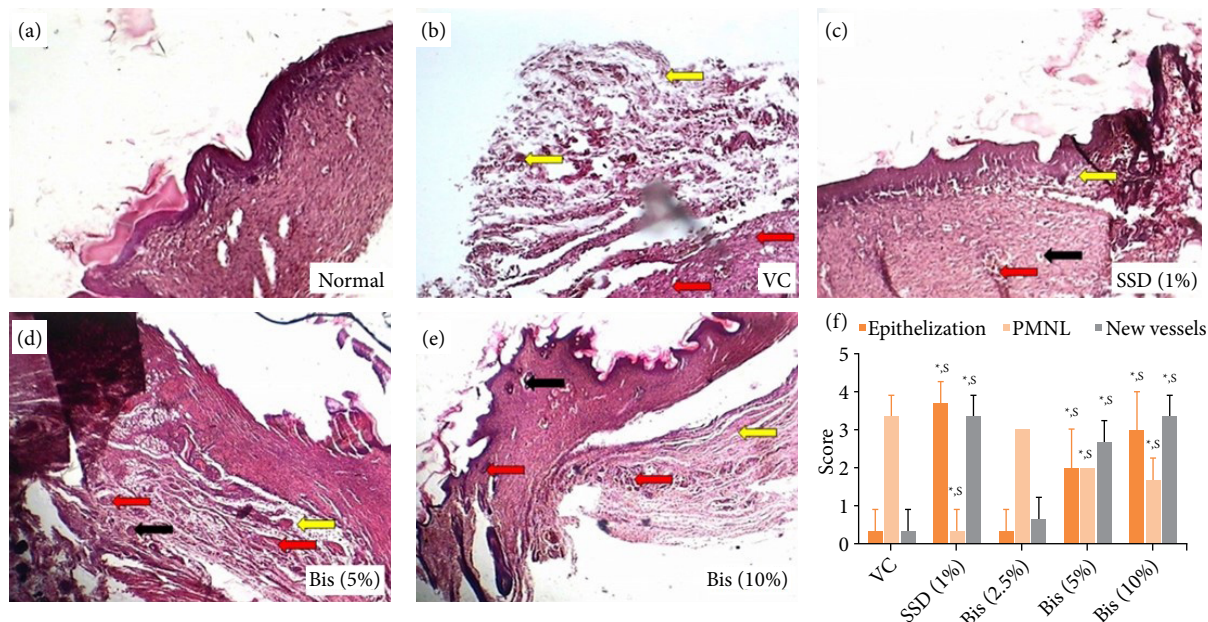 (a)
Normal
(b)
VC
(c)
SSD (1%)
(d)
Bis (5%)
(e)
Bis (10%)
(f)
Epithelization PMNL New vessels
Score
5
4
3
2
1
0
*,S *,S *,S
*,S *,S *,S
*,S *,S *,S
VC
SSD (1%)
Bis (2.5%)
Bis (5%)
Bis (10%)